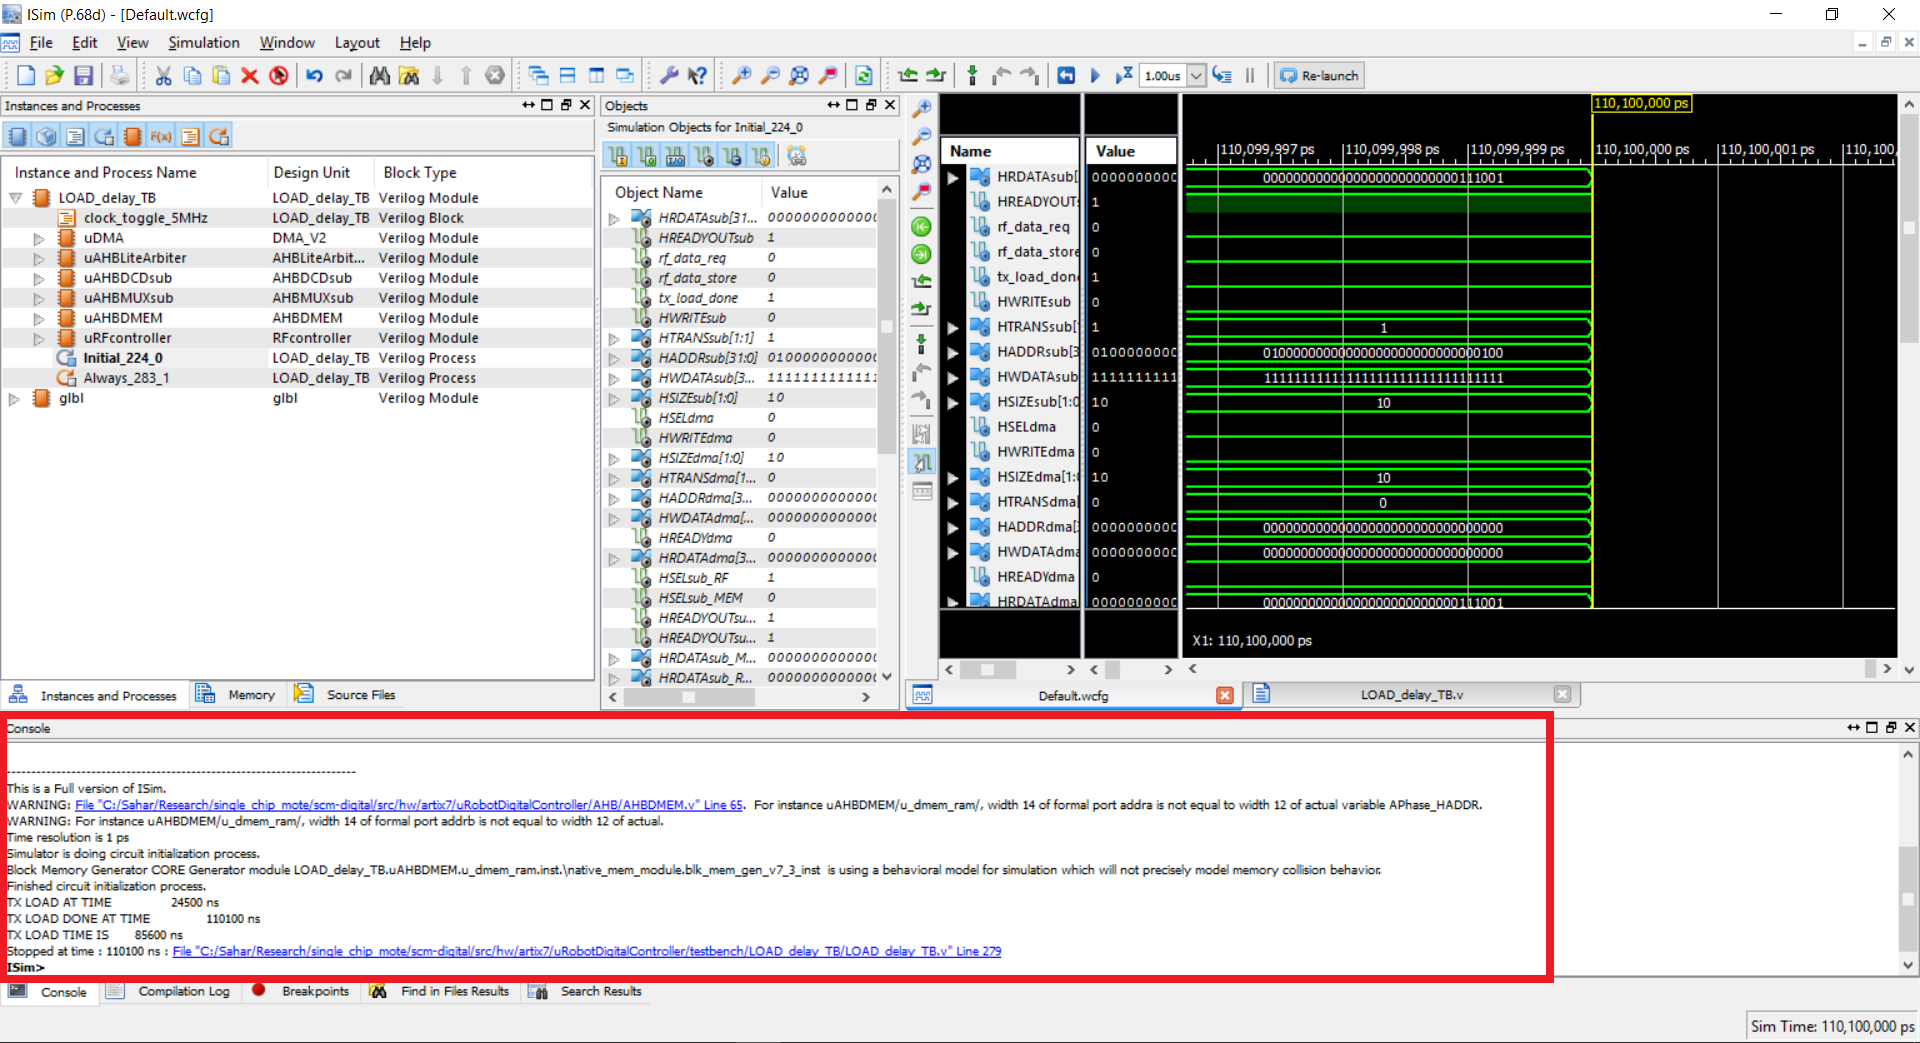 ISim (P.68d) - [Default.wcfg]
File Edit View Simulation Window Layout Help
1.00us Re-launch
Instances and Processes
Instance and Process Name Design Unit Block Type
LOAD_delay_TB LOAD_delay_TB Verilog Module
clock_toggle_5MHz LOAD_delay_TB Verilog Block
uDMA DMA_V2 Verilog Module
uAHBLiteArbiter AHBLiteArbit... Verilog Module
uAHBDCDsub AHBDCDsub Verilog Module
uAHBMUXsub AHBMUXsub Verilog Module
uAHBDMEM AHBDMEM Verilog Module
uRFcontroller RFcontroller Verilog Module
Initial_224_0 LOAD_delay_TB Verilog Process
Always_283_1 LOAD_delay_TB Verilog Process
glbl glbl Verilog Module
Instances and Processes Memory Source Files
Objects
Simulation Objects for Initial_224_0
Object Name Value
HRDATAsub[31... 0000000000000
HREADYOUTsub 1
rf_data_req 0
rf_data_store 0
tx_load_done 1
HWRITEsub 0
HTRANSsub[1:1] 1
HADDRsub[31:0] 0100000000000
HWDATAsub[3... 1111111111111
HSIZEsub[1:0] 10
HSELdma 0
HWRITEdma 0
HSIZEdma[1:0] 10
HTRANSdma[1... 0
HADDRdma[3... 0000000000000
HWDATAdma[... 0000000000000
HREADYdma 0
HRDATAdma[3... 0000000000000
HSELsub_RF 1
HSELsub_MEM 0
HREADYOUTsu... 1
HREADYOUTsu... 1
HRDATAsub_M... 0000000000000
HRDATAsub_R... 0000000000000
110,100,000 ps
110,099,997 ps 110,099,998 ps 110,099,999 ps 110,100,000 ps 110,100,001 ps 110,100,
Name Value
HRDATAsub[ 0000000000 00000000000000000000000000111001
HREADYOUTs 1
rf_data_req 0
rf_data_store 0
tx_load_don 1
HWRITEsub 0
HTRANSsub[ 1 1
HADDRsub[3 0100000000 01000000000000000000000000000100
HWDATAsub 1111111111 11111111111111111111111111111111
HSIZEsub[1:0 10 10
HSELdma 0
HWRITEdma 0
HSIZEdma[1: 10 10
HTRANSdma[ 0 0
HADDRdma[ 0000000000 00000000000000000000000000000000
HWDATAdma 0000000000 00000000000000000000000000000000
HREADYdma 0
HRDATAdma 0000000000 00000000000000000000000000111001
X1: 110,100,000 ps
Default.wcfg LOAD_delay_TB.v
Console
------------------------------------------------------------------------
This is a Full version of ISim.
WARNING: File "C:/Sahar/Research/single_chip_mote/scm-digital/src/hw/artix7/uRobotDigitalController/AHB/AHBDMEM.v" Line 65. For instance uAHBDMEM/u_dmem_ram/, width 14 of formal port addra is not equal to width 12 of actual variable APhase_HADDR.
WARNING: For instance uAHBDMEM/u_dmem_ram/, width 14 of formal port addrb is not equal to width 12 of actual.
Time resolution is 1 ps
Simulator is doing circuit initialization process.
Block Memory Generator CORE Generator module LOAD_delay_TB.uAHBDMEM.u_dmem_ram.inst.\native_mem_module.blk_mem_gen_v7_3_inst is using a behavioral model for simulation which will not precisely model memory collision behavior.
Finished circuit initialization process.
TX LOAD AT TIME 24500 ns
TX LOAD DONE AT TIME 110100 ns
TX LOAD TIME IS 85600 ns
Stopped at time : 110100 ns : File "C:/Sahar/Research/single_chip_mote/scm-digital/src/hw/artix7/uRobotDigitalController/testbench/LOAD_delay_TB/LOAD_delay_TB.v" Line 279
ISim>
Console Compilation Log Breakpoints Find in Files Results Search Results
Sim Time: 110,100,000 ps